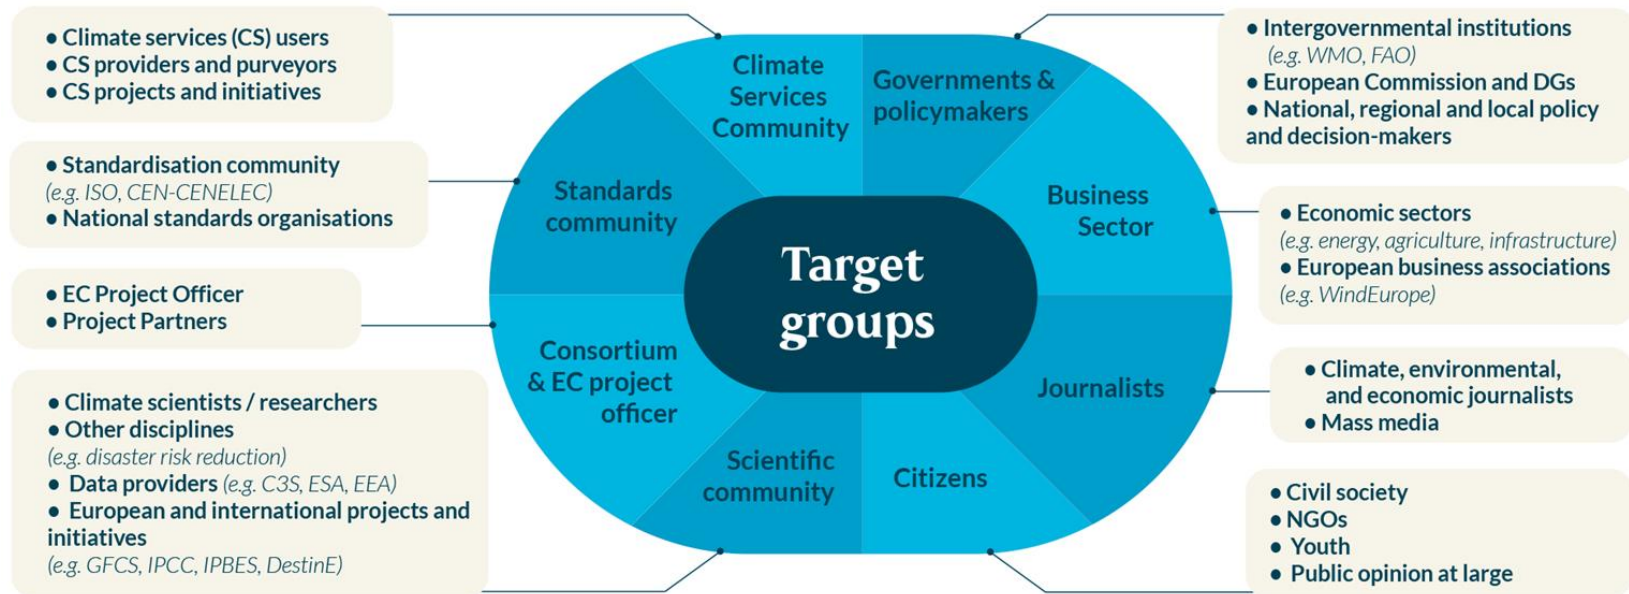 ● Climate services (CS) users
● CS providers and purveyors
● CS projects and initiatives
● Standardisation community
(e.g. ISO, CEN-CENELEC)
● National standards organisations
● EC Project Officer
● Project Partners
● Climate scientists / researchers
● Other disciplines
(e.g. disaster risk reduction)
● Data providers (e.g. C3S, ESA, EEA)
● European and international projects and
initiatives
(e.g. GFCS, IPCC, IPBES, DestinE)
Climate
Services
Community
Governments &
policymakers
Standards
community
Business
Sector
Target
groups
Consortium
& EC project
officer
Journalists
Scientific
community
Citizens
● Intergovernmental institutions
(e.g. WMO, FAO)
● European Commission and DGs
● National, regional and local policy
and decision-makers
● Economic sectors
(e.g. energy, agriculture, infrastructure)
● European business associations
(e.g. WindEurope)
● Climate, environmental,
and economic journalists
● Mass media
● Civil society
● NGOs
● Youth
● Public opinion at large